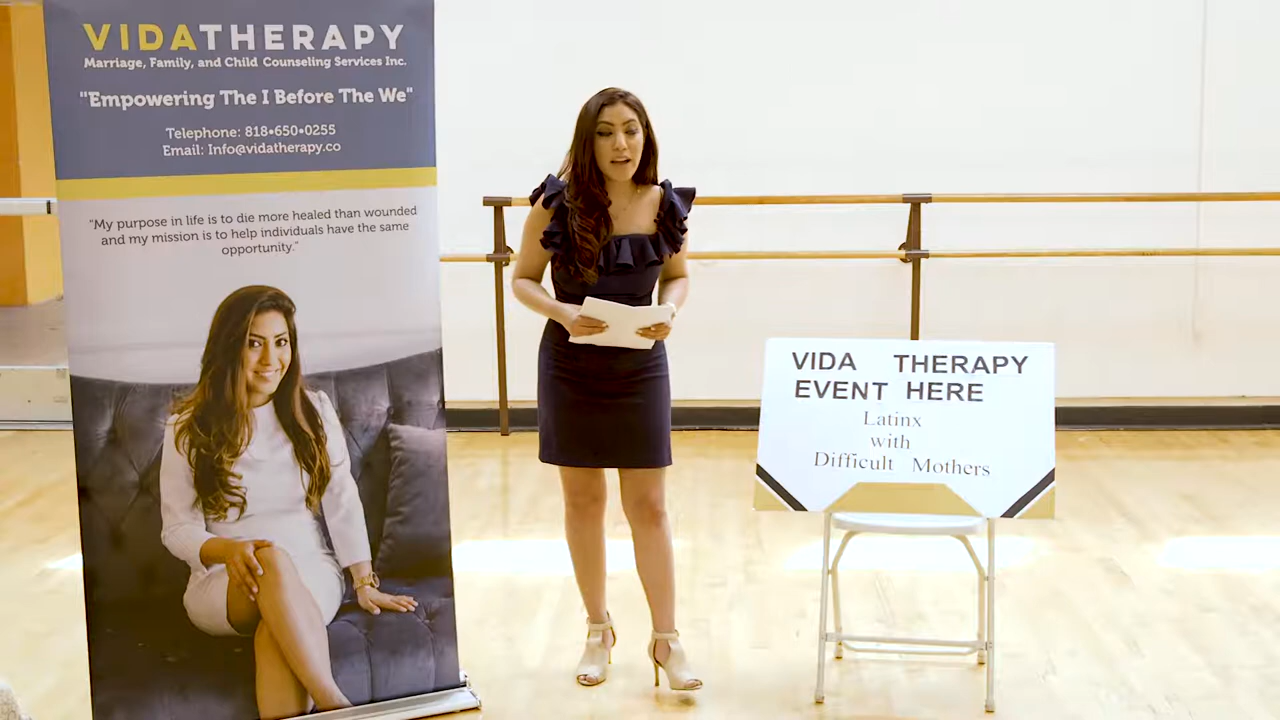 VIDATHERAPY
Marriage, Family, and Child Counseling Services Inc.
"Empowering The I Before The We"
Telephone: 818•650•0255
Email: Info@vidatherapy.co
"My purpose in life is to die more healed than wounded
and my mission is to help individuals have the same
opportunity."
VIDA THERAPY
EVENT HERE
Latinx
with
Difficult Mothers